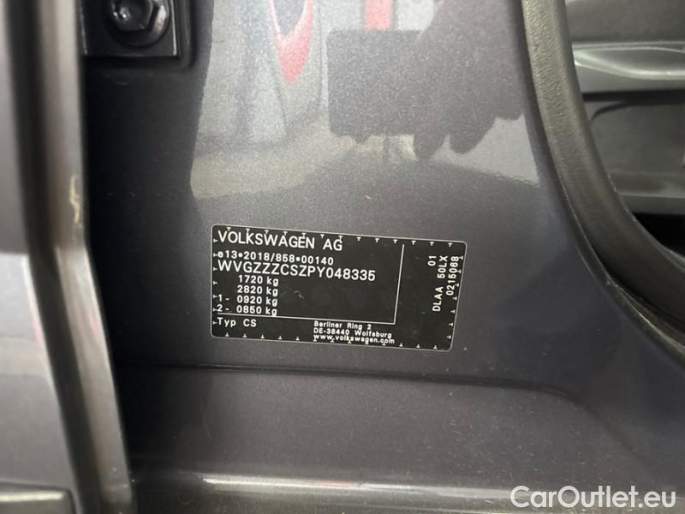 VOLKSWAGEN AG
e13*2018/858*00140
WVGZZZCSZPY048335
1720 kg
2820 kg
1- 0920 kg
2- 0850 kg
Typ CS
Berliner Ring 2
DE-38440 Wolfsburg
www.volkswagen.com
01
DLAA 50LX
0215068
CarOutlet.eu